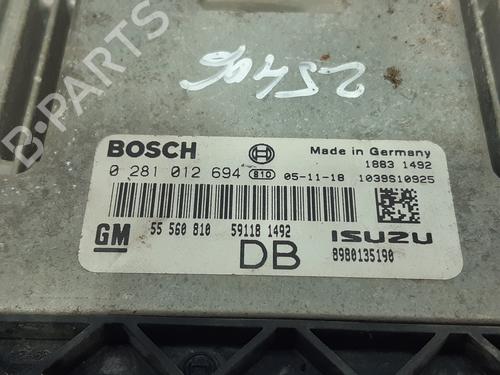 25496
B-PARTS
BOSCH
Made in Germany
1883 1492
0 281 012 694 810 05-11-18 1039S10925
GM 55 560 810 59118 1492 ISUZU
DB 8980135190